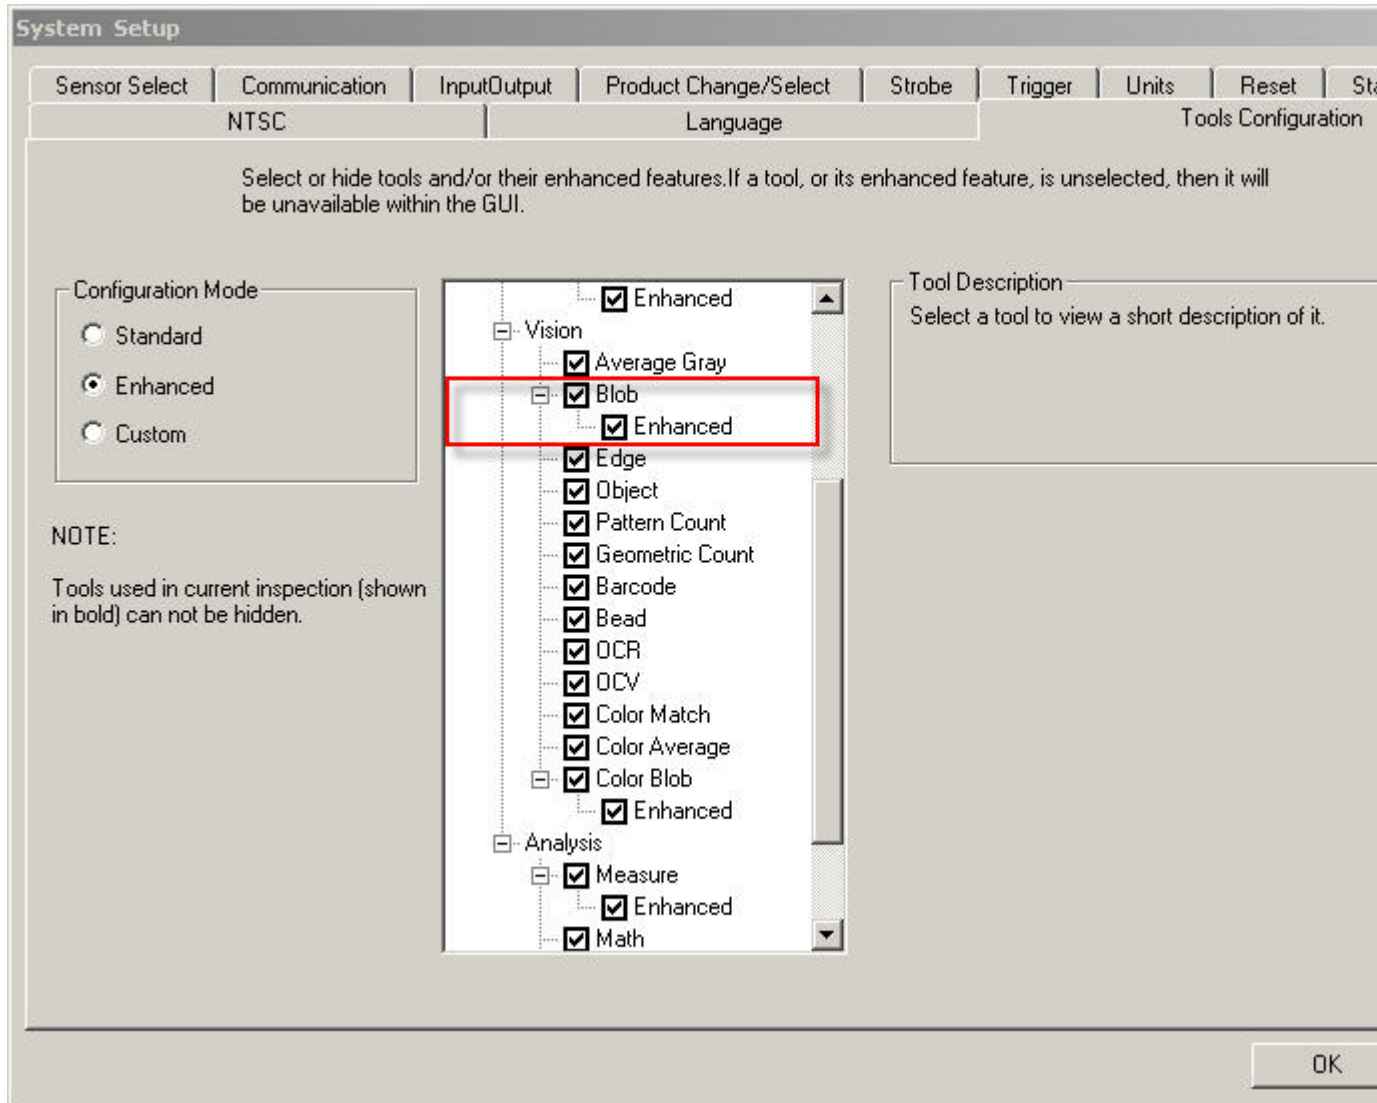 System Setup
Sensor Select Communication InputOutput Product Change/Select Strobe Trigger Units Reset
NTSC Language Tools Configuration
Select or hide tools and/or their enhanced features.If a tool, or its enhanced feature, is unselected, then it will
be unavailable within the GUI.
Configuration Mode
Standard
Enhanced
Custom
NOTE:
Tools used in current inspection (shown
in bold) can not be hidden.
Enhanced
Vision
Average Gray
Blob
Enhanced
Edge
Object
Pattern Count
Geometric Count
Barcode
Bead
OCR
OCV
Color Match
Color Average
Color Blob
Enhanced
Analysis
Measure
Enhanced
Math
Tool Description
Select a tool to view a short description of it.
OK